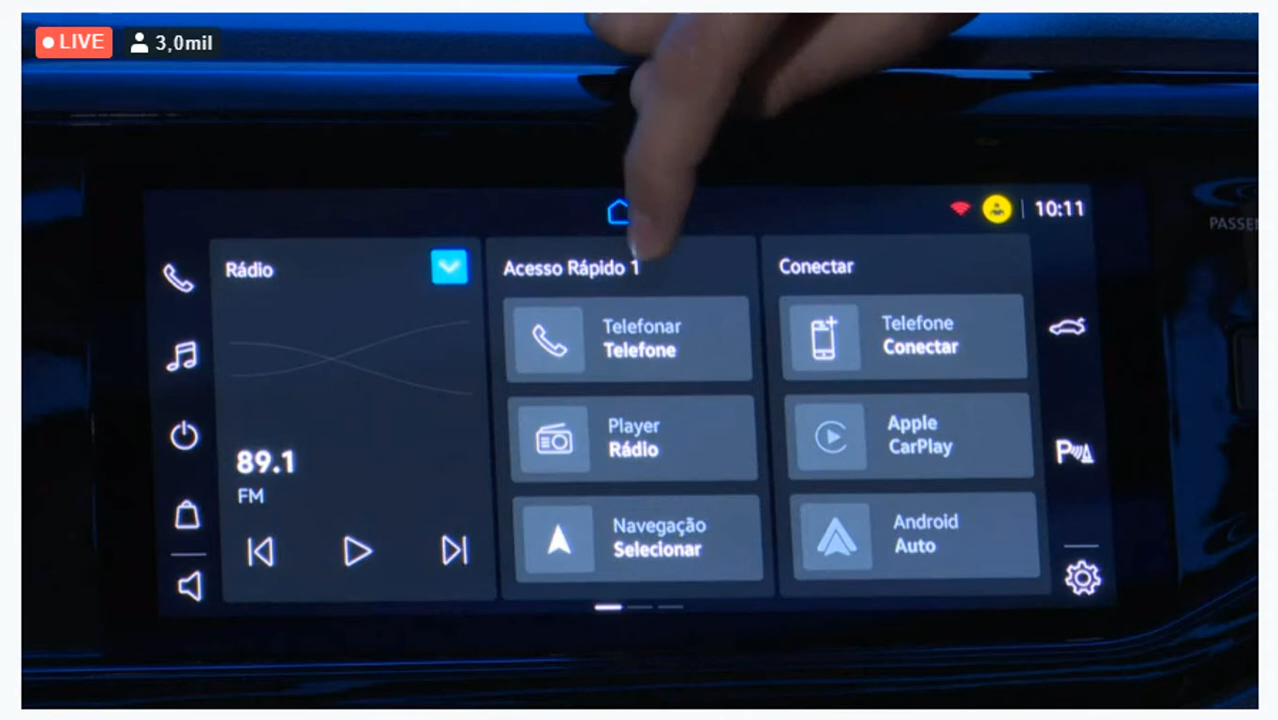 LIVE
3,0mil
10:11
PASSE
Rádio
89.1
FM
Acesso Rápido 1
Telefonar
Telefone
Player
Rádio
Navegação
Selecionar
Conectar
Telefone
Conectar
Apple
CarPlay
Android
Auto
P